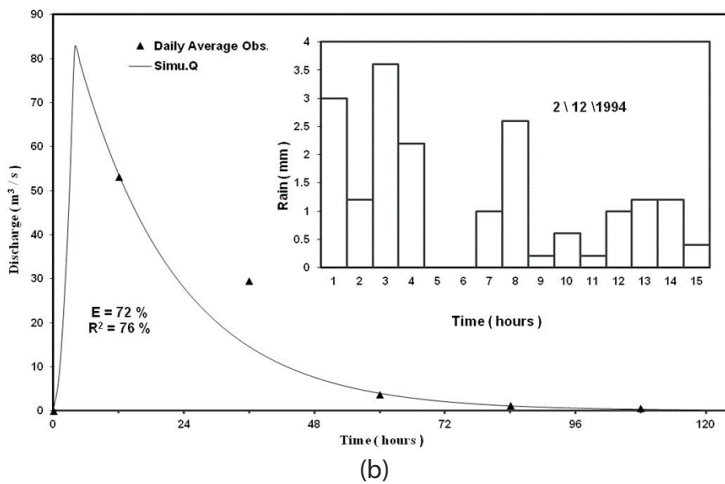 90
80
70
60
50
40
30
20
10
0
Discharge ( m³ / s )
Daily Average Obs.
Simu.Q
E = 72 %
R² = 76 %
0 24 48 72 96 120
Time ( hours )
4
3.5
3
2.5
2
1.5
1
0.5
0
Rain ( mm )
2 \ 12 \1994
1 2 3 4 5 6 7 8 9 10 11 12 13 14 15
Time ( hours )
(b)